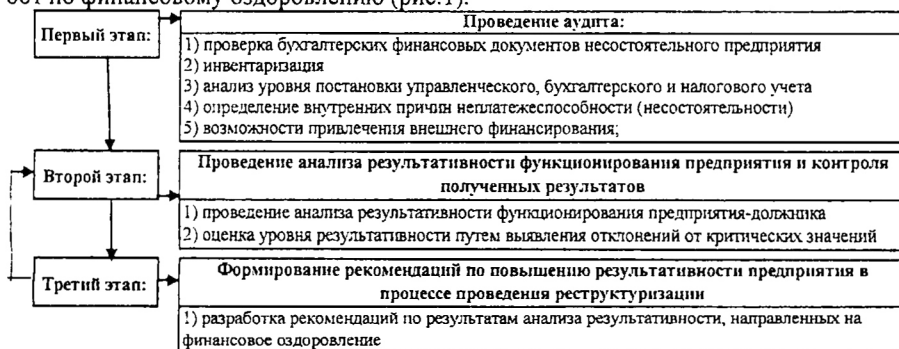 бот по финансовому оздоровлению (рис.1).
Первый этап:
Проведение аудита:
1) проверка бухгалтерских финансовых документов несостоятельного предприятия
2) инвентаризация
3) анализ уровня постановки управленческого, бухгалтерского и налогового учета
4) определение внутренних причин неплатежеспособности (несостоятельности)
5) возможности привлечения внешнего финансирования;
Второй этап:
Проведение анализа результативности функционирования предприятия и контроля
полученных результатов
1) проведение анализа результативности функционирования предприятия-должника
2) оценка уровня результативности путем выявления отклонений от критических значений
Третий этап:
Формирование рекомендаций по повышению результативности предприятия в
процессе проведения реструктуризации
1) разработка рекомендаций по результатам анализа результативности, направленных на
финансовое оздоровление